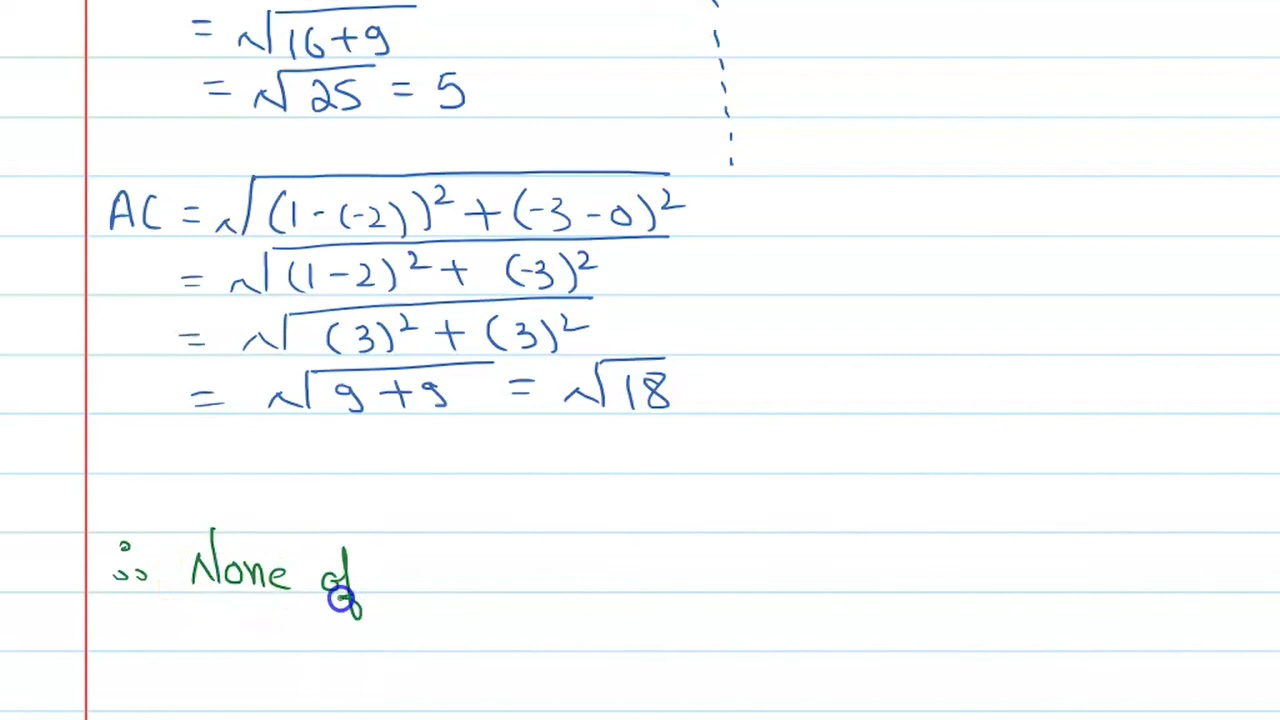 = √16+9
= √25 = 5
AC = √(1-(-2))² + (-3-0)²
= √(1-2)² + (-3)²
= √(3)² + (3)²
= √9+9 = √18
∴ None of